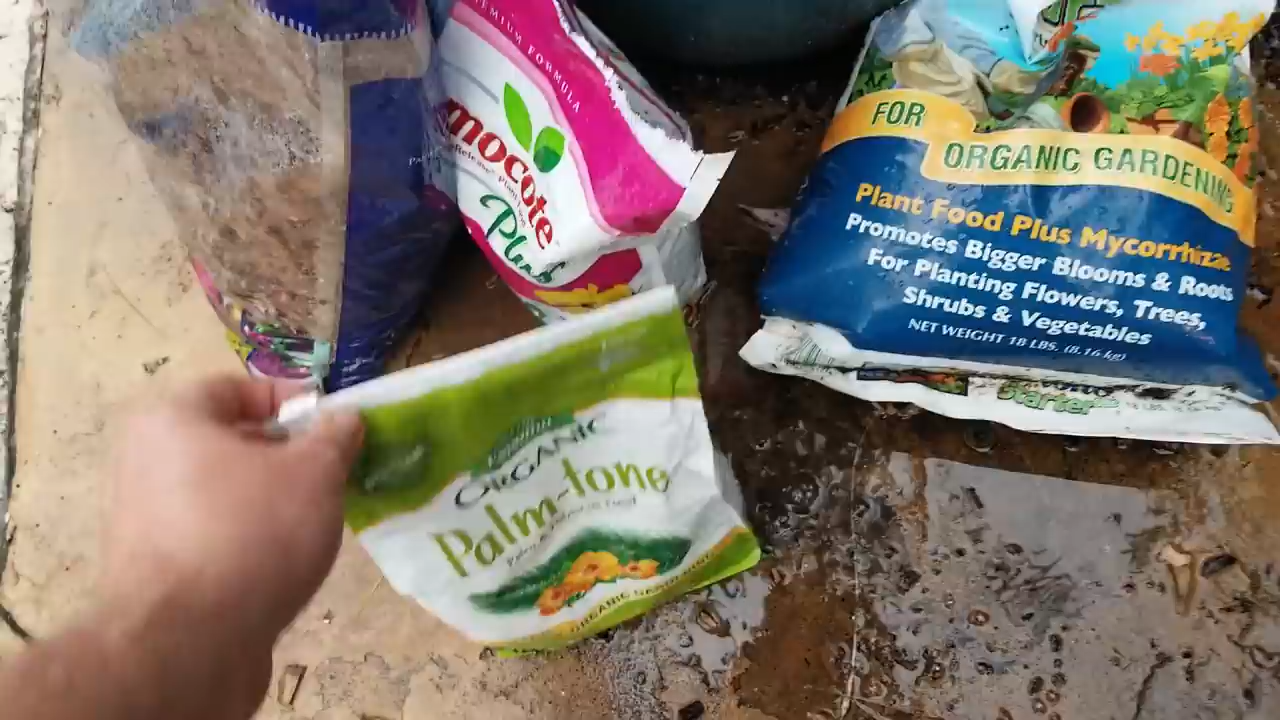 PREMIUM FORMULA
mocote
Plus
FOR
ORGANIC GARDENING
Plant Food Plus Mycorrhizae
Promotes Bigger Blooms & Roots
For Planting Flowers, Trees,
Shrubs & Vegetables
NET WEIGHT 18 LBS. (8.16 kg)
Starter
ORGANIC
Palm-tone